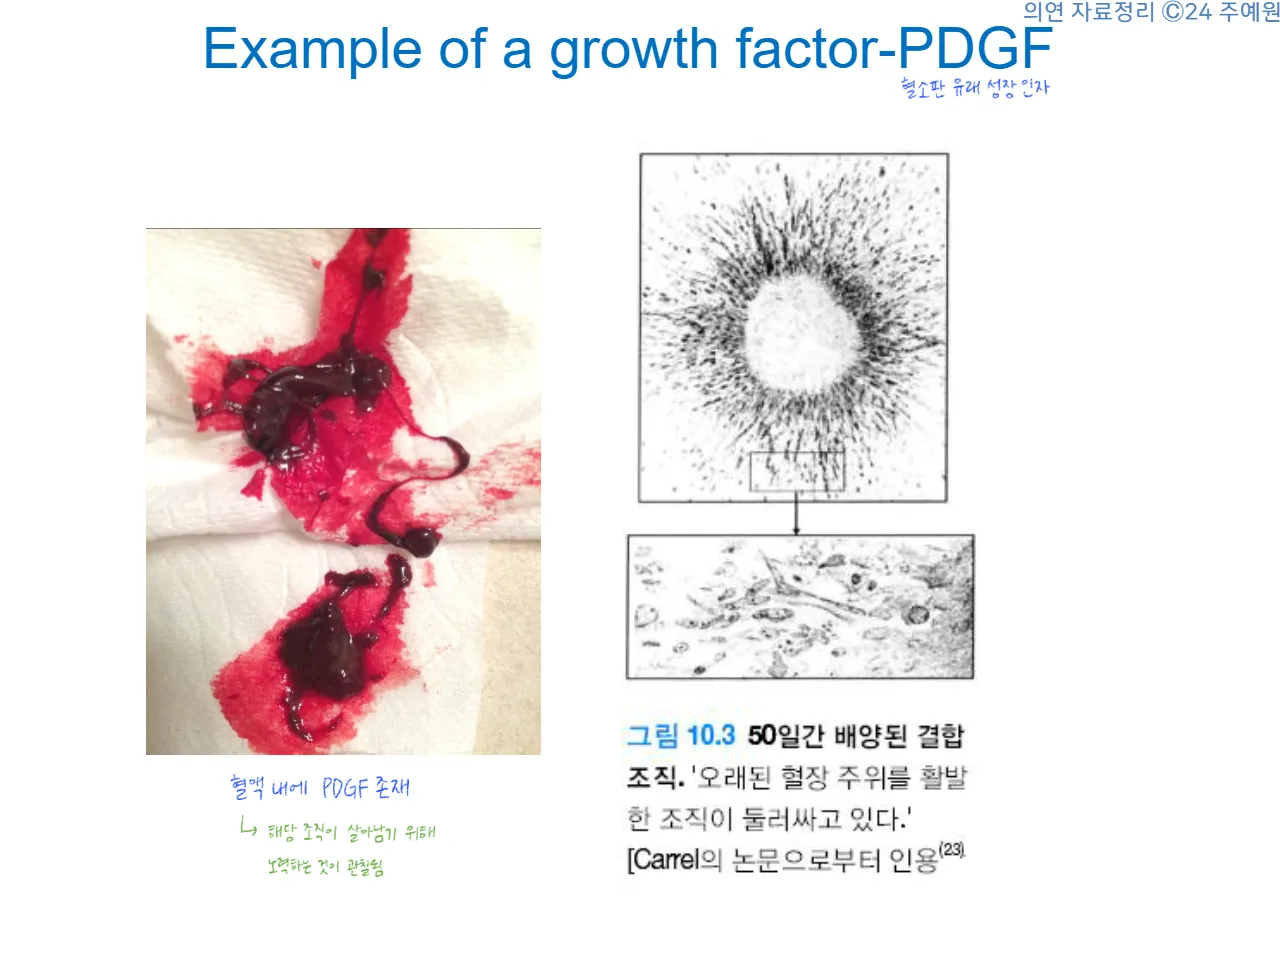 의연 자료정리 ©24 주예원
Example of a growth factor-PDGF
혈소판 유래 성장인자
혈액 내에 PDGF 존재
↳ 해당 조직이 살아남기 위해
노력하는 것이 관찰됨
그림 10.3 50일간 배양된 결합
조직. '오래된 혈장 주위를 활발
한 조직이 둘러싸고 있다.'
[Carrel의 논문으로부터 인용(23)